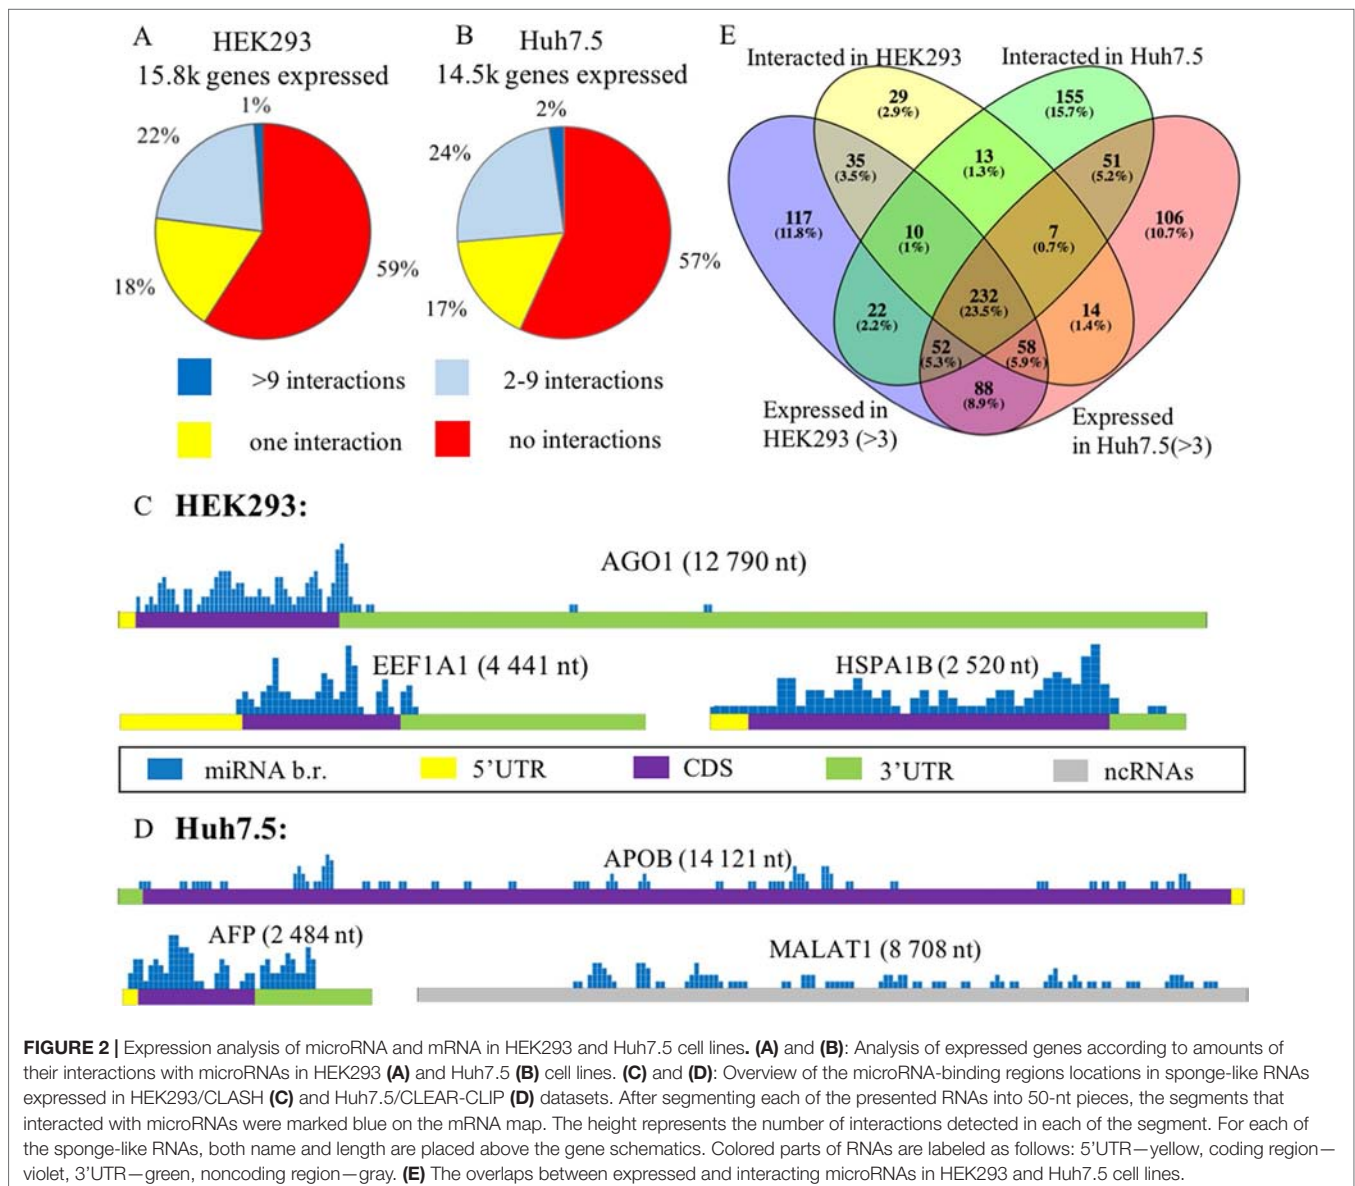 A
HEK293
15.8k genes expressed
1%
22%
18%
59%
B
Huh7.5
14.5k genes expressed
2%
24%
17%
57%
>9 interactions
2-9 interactions
one interaction
no interactions
E
Interacted in HEK293
Interacted in Huh7.5
29
(2.9%)
155
(15.7%)
35
(3.5%)
13
(1.3%)
51
(5.2%)
117
(11.8%)
10
(1%)
7
(0.7%)
106
(10.7%)
22
(2.2%)
232
(23.5%)
14
(1.4%)
52
(5.3%)
58
(5.9%)
88
(8.9%)
Expressed in
HEK293 (>3)
Expressed
in Huh7.5(>3)
C HEK293:
AGO1 (12 790 nt)
EEF1A1 (4 441 nt)
HSPA1B (2 520 nt)
miRNA b.r.
5’UTR
CDS
3’UTR
ncRNAs
D Huh7.5:
APOB (14 121 nt)
AFP (2 484 nt)
MALAT1 (8 708 nt)
FIGURE 2 | Expression analysis of microRNA and mRNA in HEK293 and Huh7.5 cell lines. (A) and (B): Analysis of expressed genes according to amounts of
their interactions with microRNAs in HEK293 (A) and Huh7.5 (B) cell lines. (C) and (D): Overview of the microRNA-binding regions locations in sponge-like RNAs
expressed in HEK293/CLASH (C) and Huh7.5/CLEAR-CLIP (D) datasets. After segmenting each of the presented RNAs into 50-nt pieces, the segments that
interacted with microRNAs were marked blue on the mRNA map. The height represents the number of interactions detected in each of the segment. For each of
the sponge-like RNAs, both name and length are placed above the gene schematics. Colored parts of RNAs are labeled as follows: 5’UTR—yellow, coding region—
violet, 3’UTR—green, noncoding region—gray. (E) The overlaps between expressed and interacting microRNAs in HEK293 and Huh7.5 cell lines.